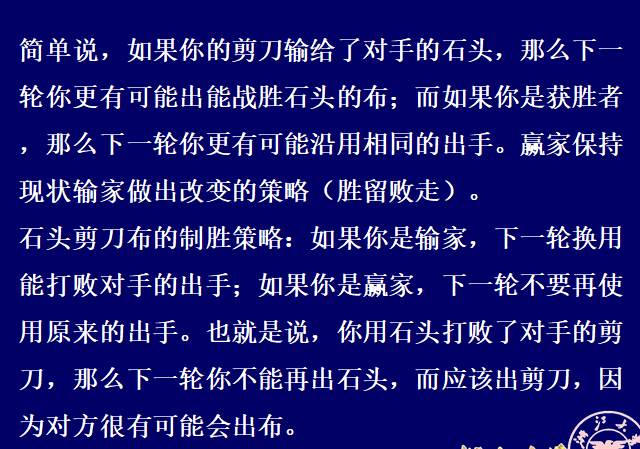 简单说，如果你的剪刀输给了对手的石头，那么下一
轮你更有可能出能战胜石头的布；而如果你是获胜者
，那么下一轮你更有可能沿用相同的出手。赢家保持
现状输家做出改变的策略（胜留败走）。
石头剪刀布的制胜策略：如果你是输家，下一轮换用
能打败对手的出手；如果你是赢家，下一轮不要再使
用原来的出手。也就是说，你用石头打败了对手的剪
刀，那么下一轮你不能再出石头，而应该出剪刀，因
为对方很有可能会出布。